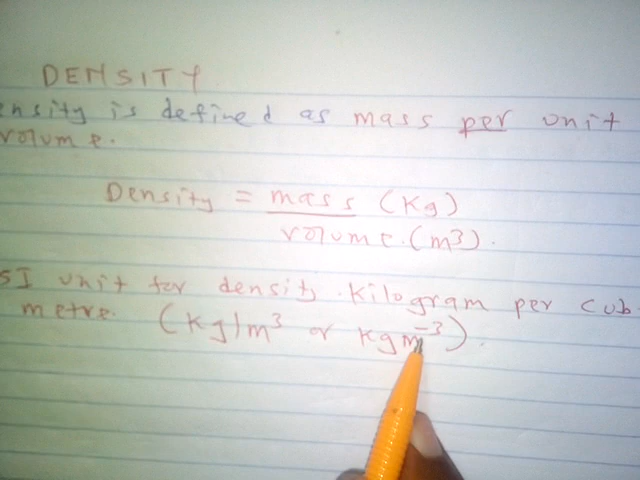 DENSITY
ensity is defined as mass per unit
volume.
Density = mass (Kg)
volume. (m³).
SI unit for density. Kilogram per cub
metre. (Kg/m³ or Kgm⁻³).